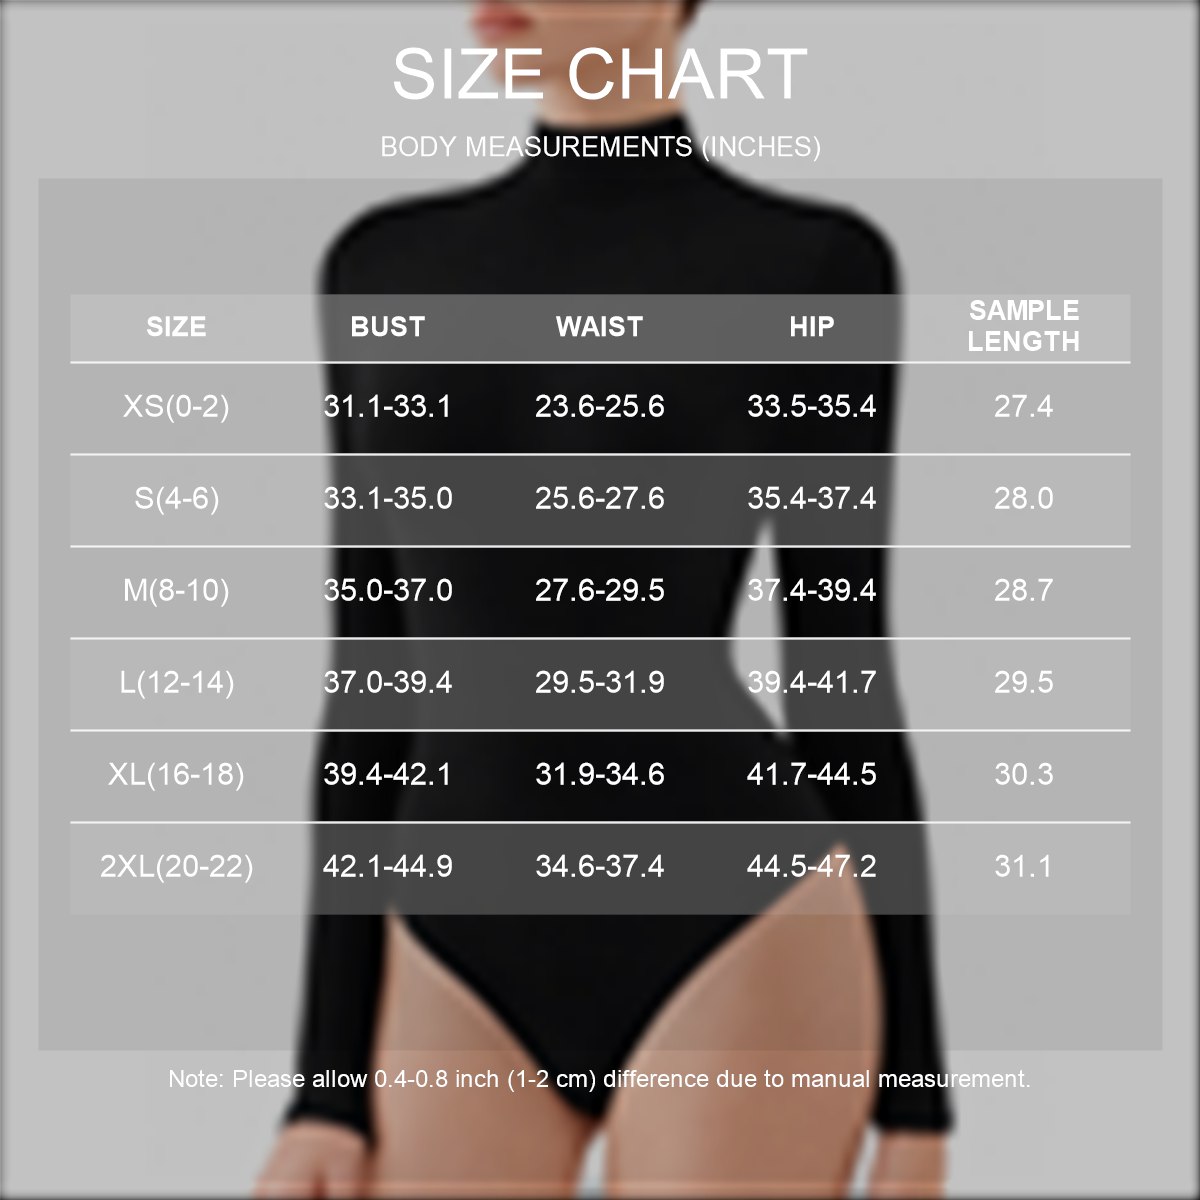 SIZE CHART
BODY MEASUREMENTS (INCHES)
SIZE BUST WAIST HIP SAMPLE LENGTH
XS(0-2) 31.1-33.1 23.6-25.6 33.5-35.4 27.4
S(4-6) 33.1-35.0 25.6-27.6 35.4-37.4 28.0
M(8-10) 35.0-37.0 27.6-29.5 37.4-39.4 28.7
L(12-14) 37.0-39.4 29.5-31.9 39.4-41.7 29.5
XL(16-18) 39.4-42.1 31.9-34.6 41.7-44.5 30.3
2XL(20-22) 42.1-44.9 34.6-37.4 44.5-47.2 31.1
Note: Please allow 0.4-0.8 inch (1-2 cm) difference due to manual measurement.